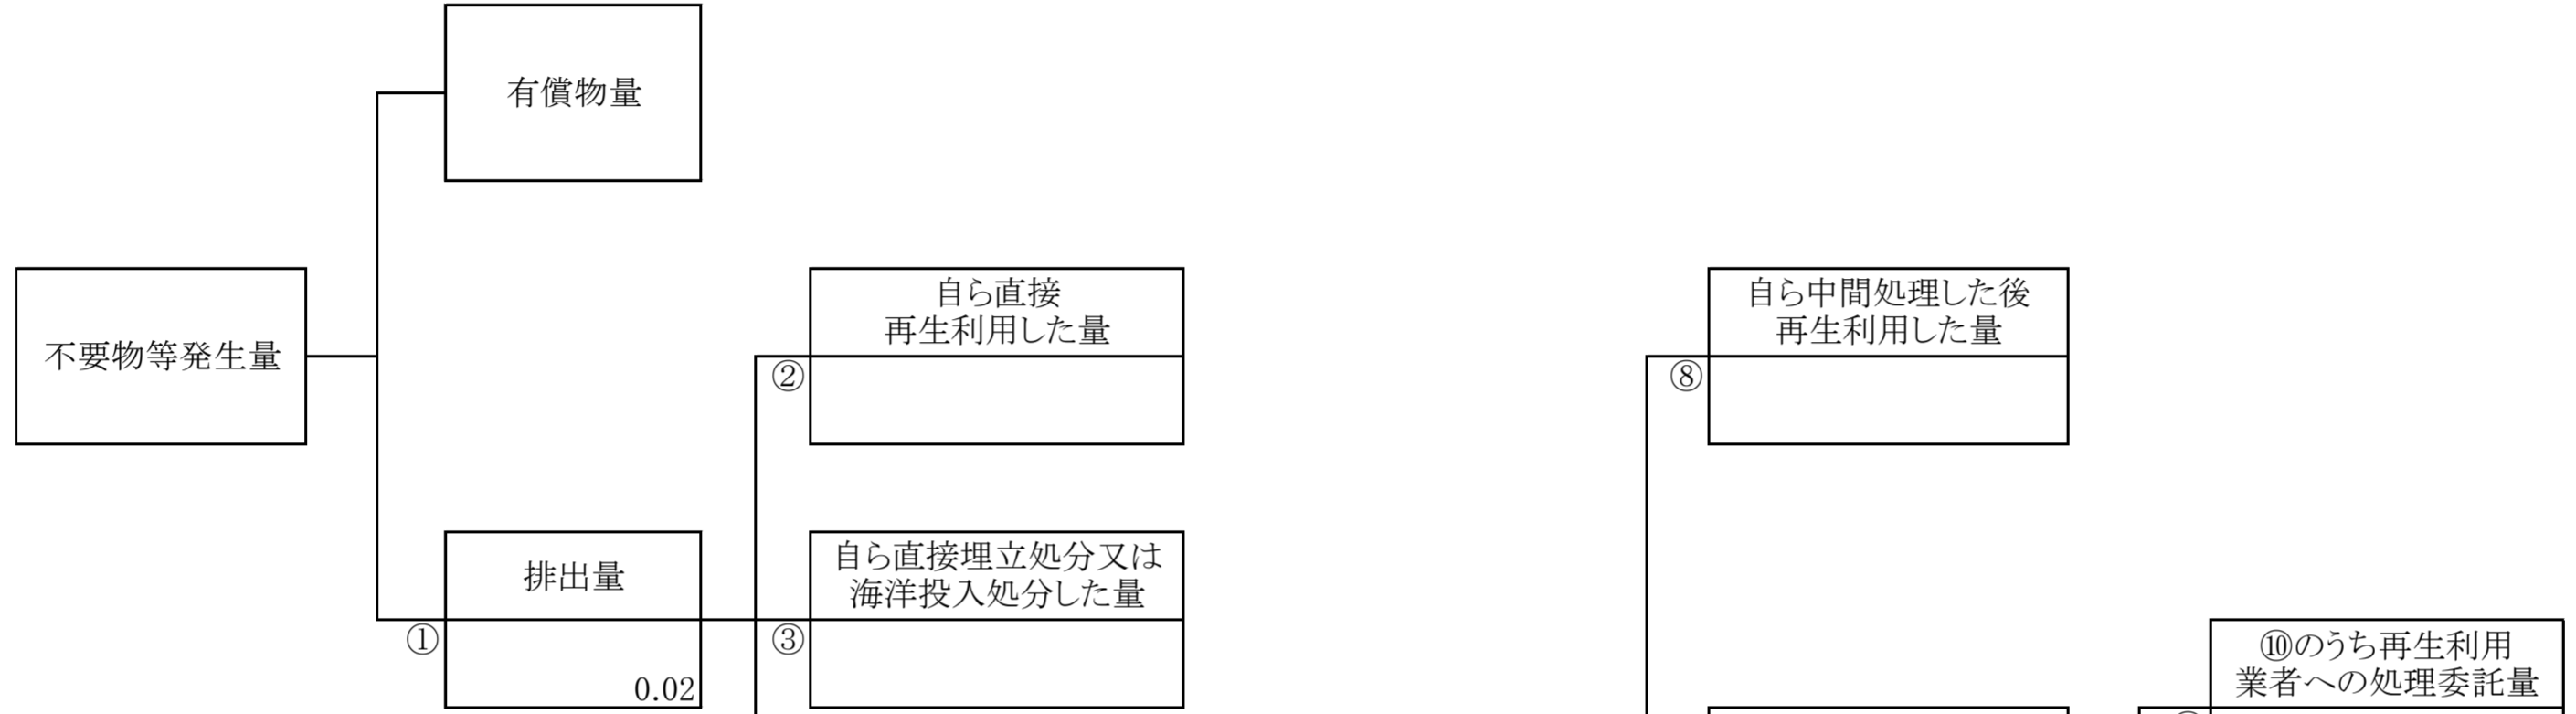 有償物量
不要物等発生量
自ら直接
再生利用した量
②
自ら中間処理した後
再生利用した量
⑧
排出量
①
0.02
自ら直接埋立処分又は
海洋投入処分した量
③
⑩のうち再生利用
業者への処理委託量